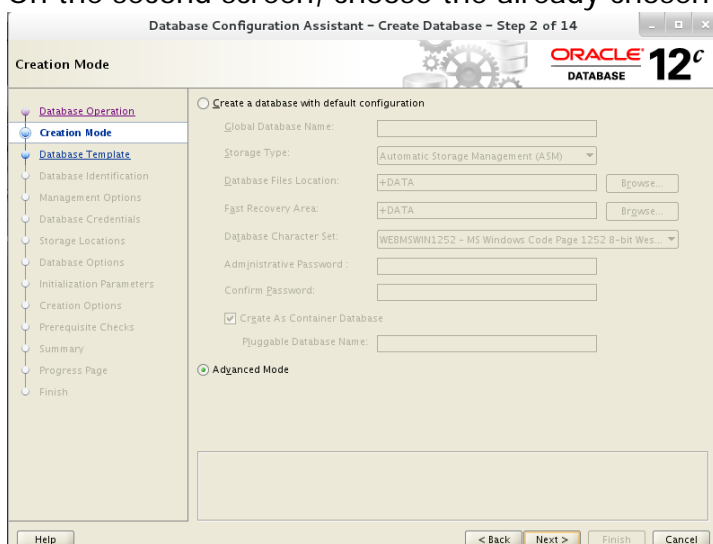 On the second screen, choose the already chosen
Database Configuration Assistant - Create Database - Step 2 of 14
Creation Mode
ORACLE
DATABASE
12c
Database Operation
Creation Mode
Database Template
Database Identification
Management Options
Database Credentials
Storage Locations
Database Options
Initialization Parameters
Creation Options
Prerequisite Checks
Summary
Progress Page
Finish
Create a database with default configuration
Global Database Name:
Storage Type: Automatic Storage Management (ASM)
Database Files Location: +DATA Browse...
Fast Recovery Area: +DATA Browse...
Database Character Set: WE8MSWIN1252 - MS Windows Code Page 1252 8-bit Wes...
Administrative Password :
Confirm Password:
Create As Container Database
Pluggable Database Name:
Advanced Mode
Help < Back Next > Finish Cancel